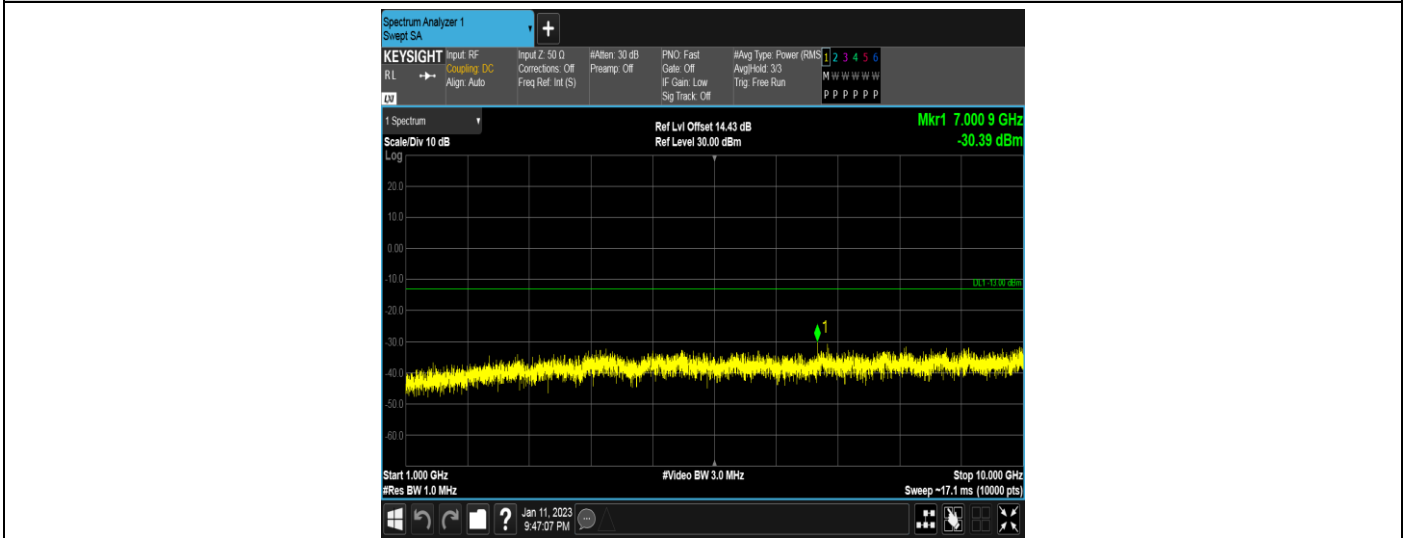 Spectrum Analyzer 1
Swept SA
+
KEYSIGHT
RL
LXI
Input: RF
Coupling: DC
Align: Auto
Input Z: 50 Ω
Corrections: Off
Freq Ref: Int (S)
#Atten: 30 dB
Preamp: Off
PNO: Fast
Gate: Off
IF Gain: Low
Sig Track: Off
#Avg Type: Power (RMS
Avg|Hold: 3/3
Trig: Free Run
1 2 3 4 5 6
M W W W W W
P P P P P P
1 Spectrum
Scale/Div 10 dB
Log
Ref Lvl Offset 14.43 dB
Ref Level 30.00 dBm
Mkr1 7.000 9 GHz
-30.39 dBm
20.0
10.0
0.00
-10.0
DL1 -13.00 dBm
-20.0
1
-30.0
-40.0
-50.0
-60.0
Start 1.000 GHz
#Res BW 1.0 MHz
#Video BW 3.0 MHz
Stop 10.000 GHz
Sweep ~17.1 ms (10000 pts)
?
Jan 11, 2023
9:47:07 PM